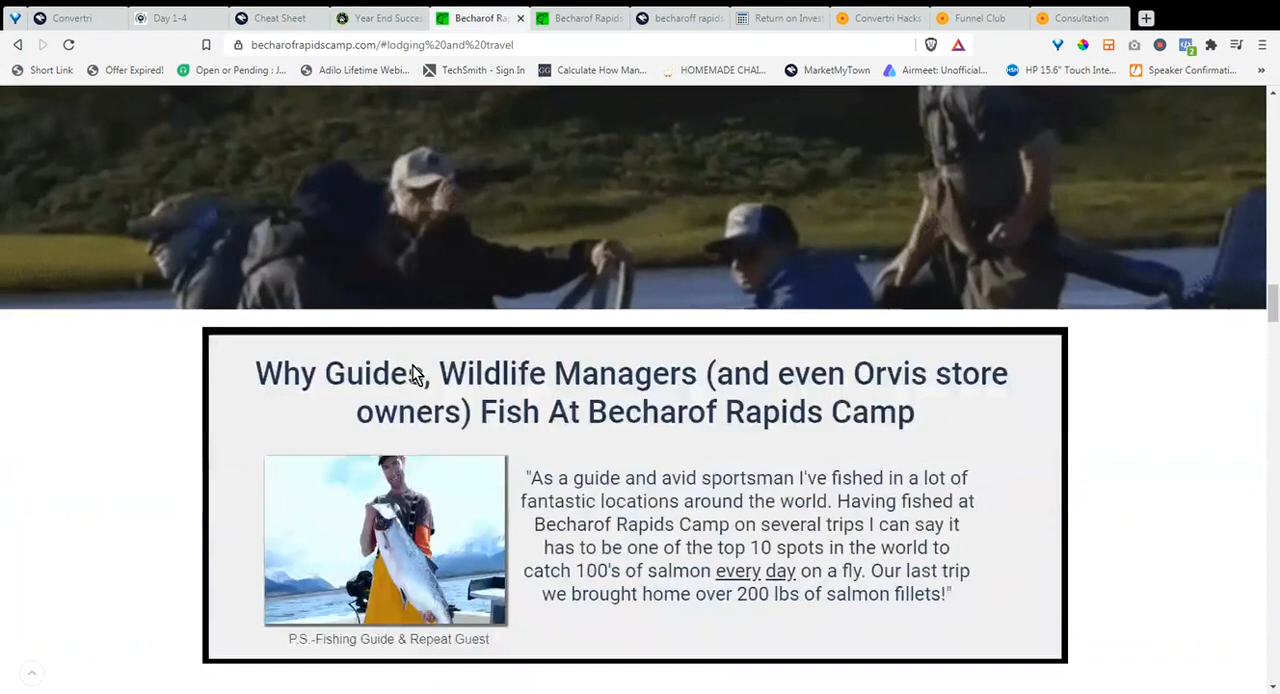 Convertri
Day 1-4
Cheat Sheet
Year End Succes
Becharof Rap
Becharof Rapids
becharoff rapids
Return on Invest
Convertri Hacks
Funnel Club
Consultation
becharofrapidscamp.com/#lodging%20and%20travel
2
Short Link
Offer Expired!
Open or Pending : J...
Adilo Lifetime Webi...
TechSmith - Sign In
Calculate How Man...
HOMEMADE CHAI...
MarketMyTown
Airmeet: Unofficial...
HP 15.6" Touch Inte...
Speaker Confirmati...
Why Guides, Wildlife Managers (and even Orvis store
owners) Fish At Becharof Rapids Camp
"As a guide and avid sportsman I've fished in a lot of
fantastic locations around the world. Having fished at
Becharof Rapids Camp on several trips I can say it
has to be one of the top 10 spots in the world to
catch 100's of salmon every day on a fly. Our last trip
we brought home over 200 lbs of salmon fillets!"
P.S.-Fishing Guide & Repeat Guest